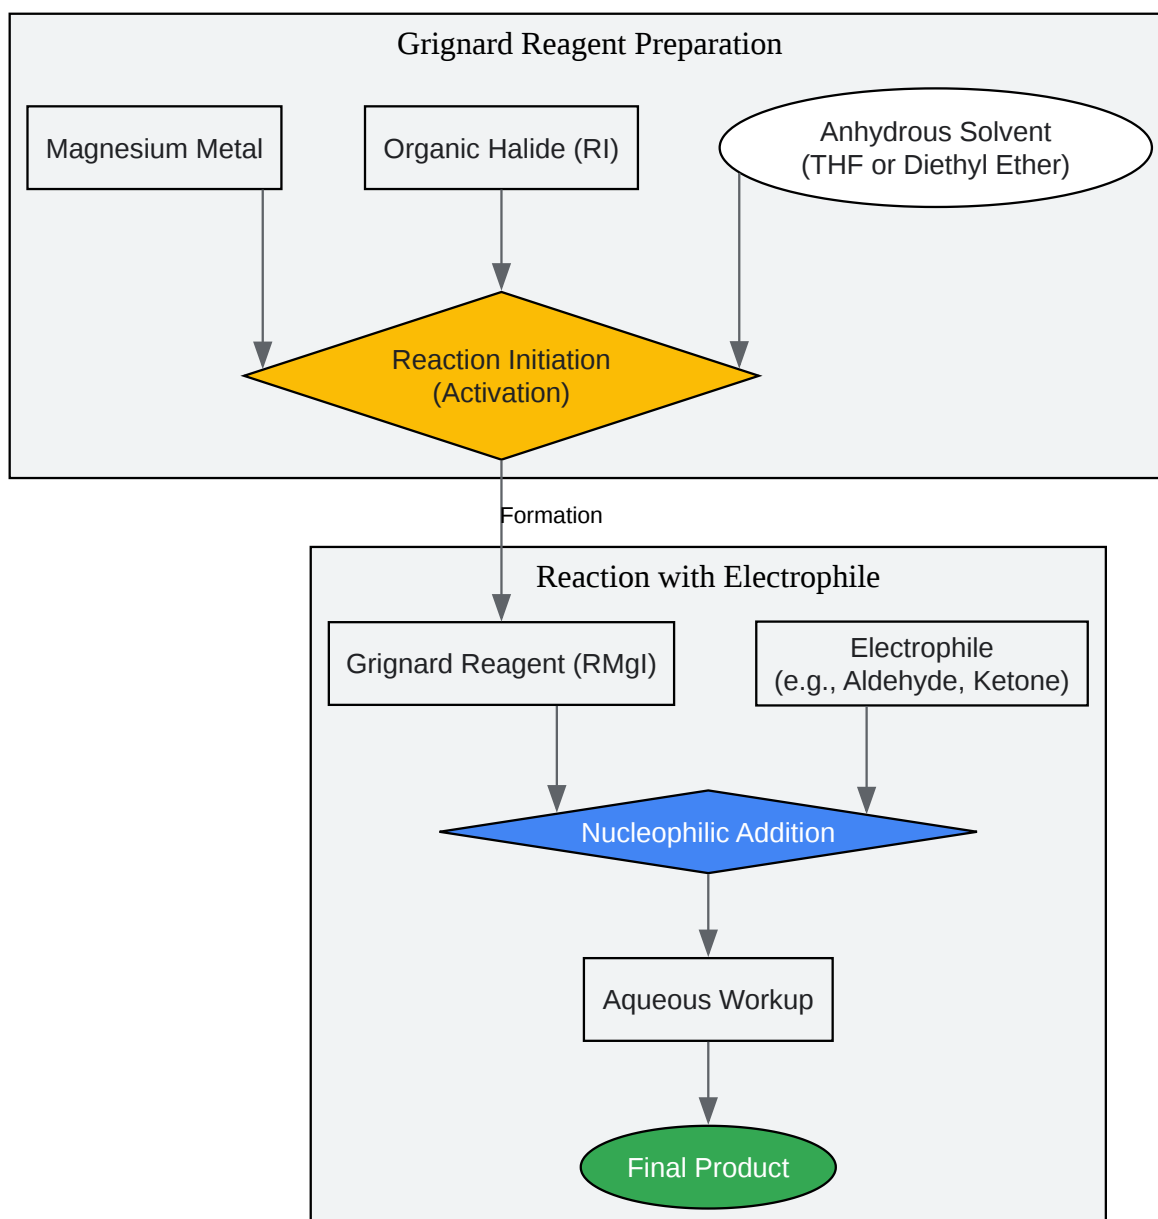 Grignard Reagent Preparation
Magnesium Metal
Organic Halide (RI)
Anhydrous Solvent
(THF or Diethyl Ether)
Reaction Initiation
(Activation)
Formation
Reaction with Electrophile
Grignard Reagent (RMgI)
Electrophile
(e.g., Aldehyde, Ketone)
Nucleophilic Addition
Aqueous Workup
Final Product